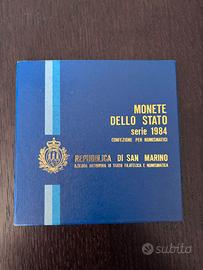 MONETE
DELLO STATO
serie 1984
CONFEZIONE PER NUMISMATICI
REPUBBLICA DI SAN MARINO
AZIENDA AUTONOMA DI STATO FILATELICA E NUMISMATICA
subito